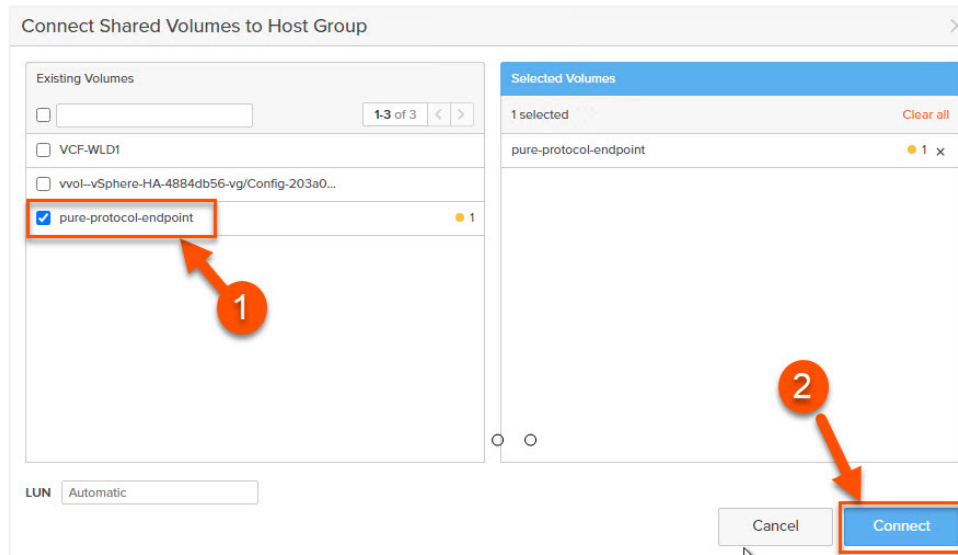 Connect Shared Volumes to Host Group
Existing Volumes
1-3 of 3
VCF-WLD1
vvol--vSphere-HA-4884db56-vg/Config-203a0...
pure-protocol-endpoint
1
1
Selected Volumes
1 selected
Clear all
pure-protocol-endpoint
1
2
LUN
Automatic
Cancel
Connect